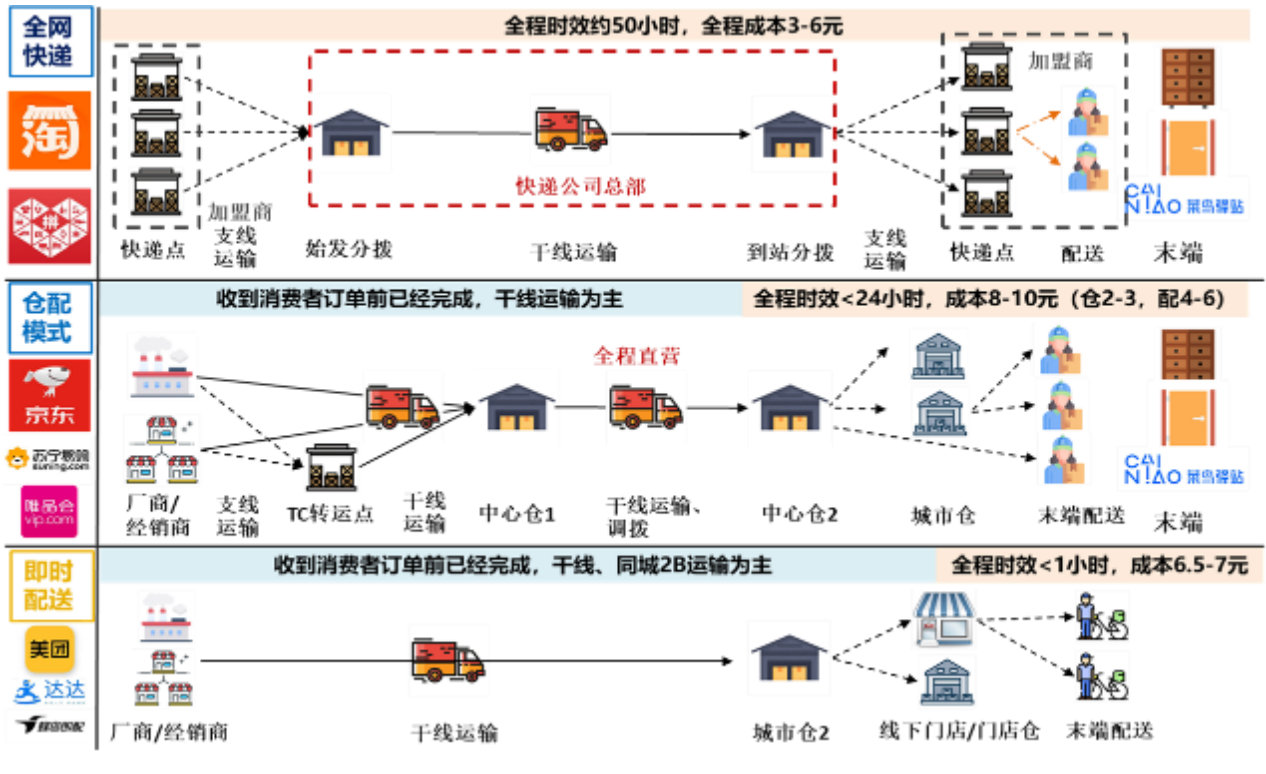 全网
快递
全程时效约50小时，全程成本3-6元
淘
拼
加盟商
快递公司总部
加盟商
CAI
NIAO 菜鸟驿站
快递点
支线
运输
始发分拨
干线运输
到站分拨
支线
运输
快递点
配送
末端
仓配
模式
收到消费者订单前已经完成，干线运输为主
全程时效<24小时，成本8-10元（仓2-3，配4-6）
京东
苏宁易购
suning.com
唯品会
vip.com
全程直营
CAI
NIAO 菜鸟驿站
厂商/
经销商
支线
运输
TC转运点
干线
运输
中心仓1
干线运输、
调拨
中心仓2
城市仓
末端配送
末端
即时
配送
收到消费者订单前已经完成，干线、同城2B运输为主
全程时效<1小时，成本6.5-7元
美团
达达
厂商/经销商
干线运输
城市仓2
线下门店/门店仓
末端配送